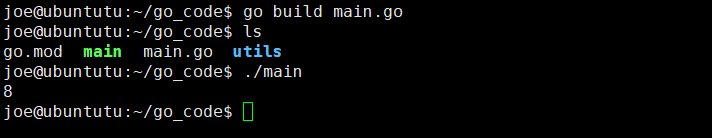 joe@ubuntutu:~/go_code$ go build main.go
joe@ubuntutu:~/go_code$ ls
go.mod  main  main.go  utils
joe@ubuntutu:~/go_code$ ./main
8
joe@ubuntutu:~/go_code$